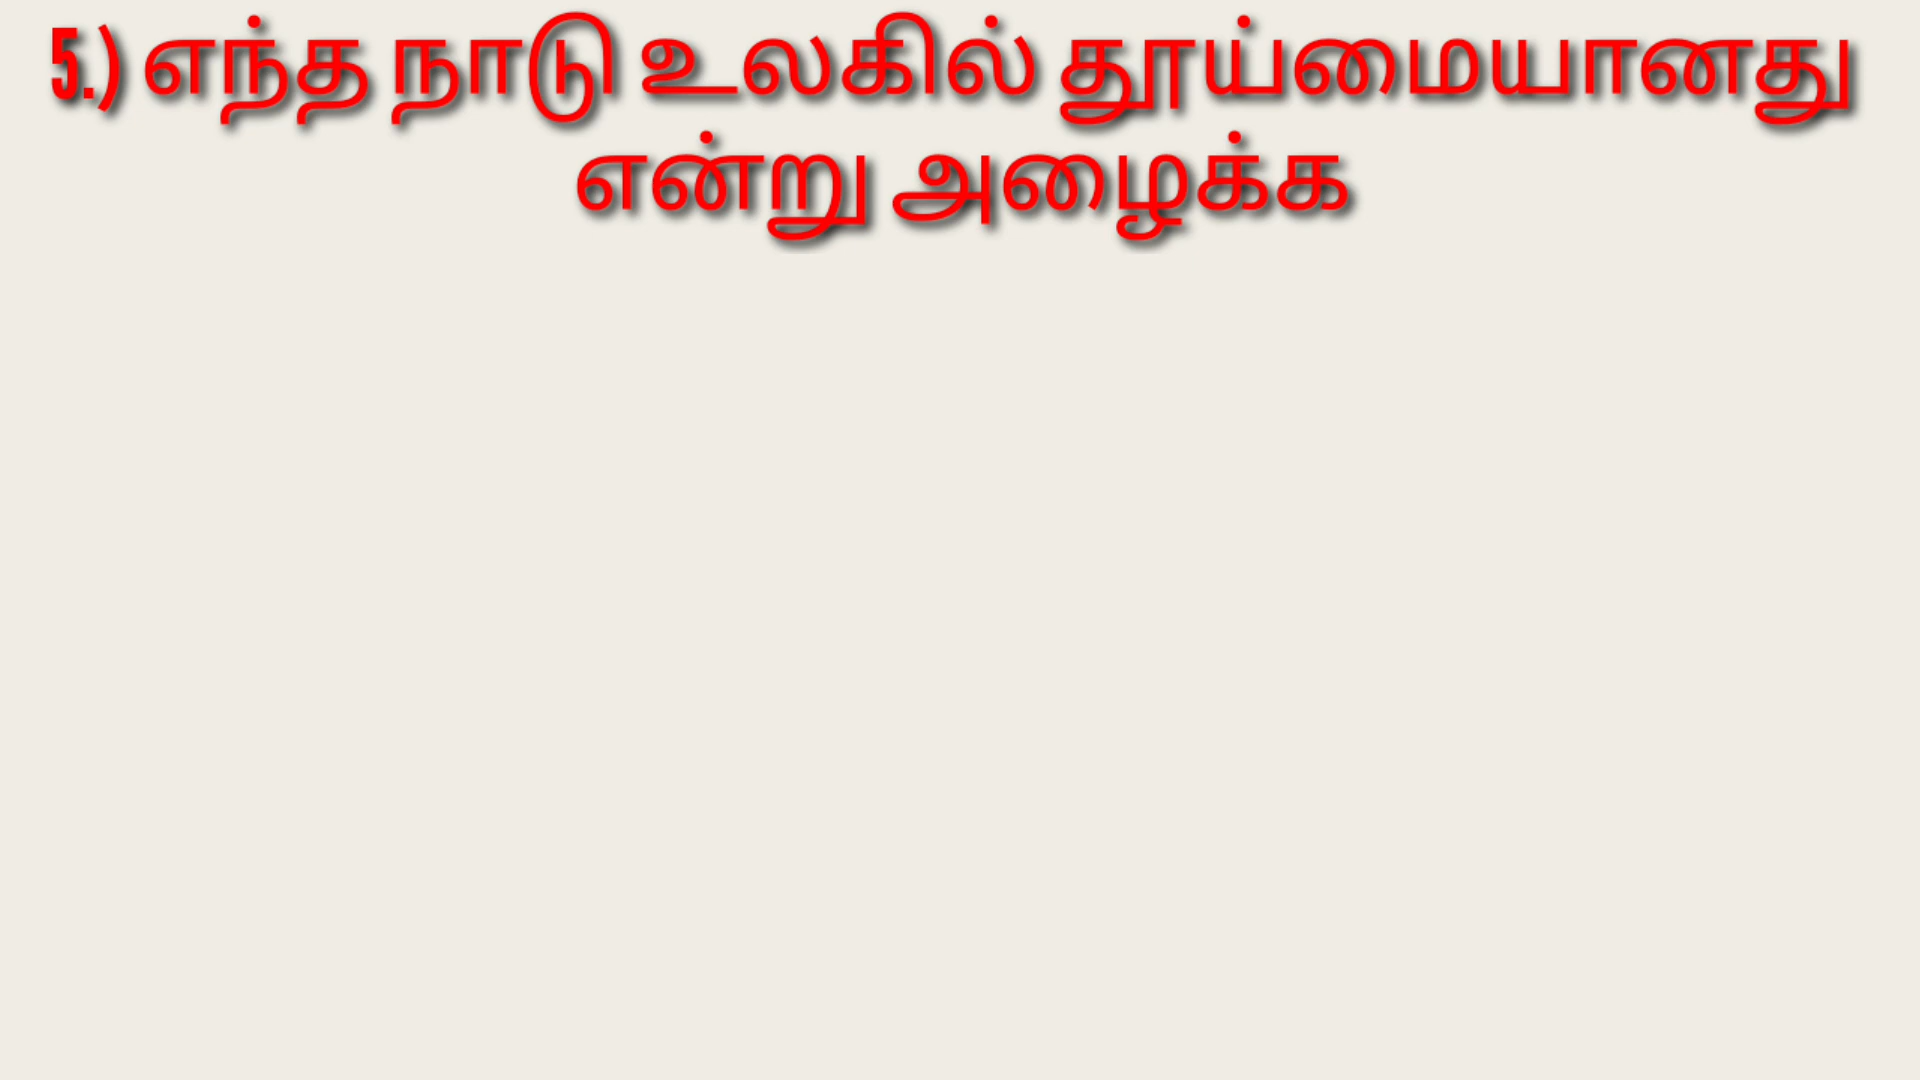 5.) எந்த நாடு உலகில் தூய்மையானது
என்று அழைக்க